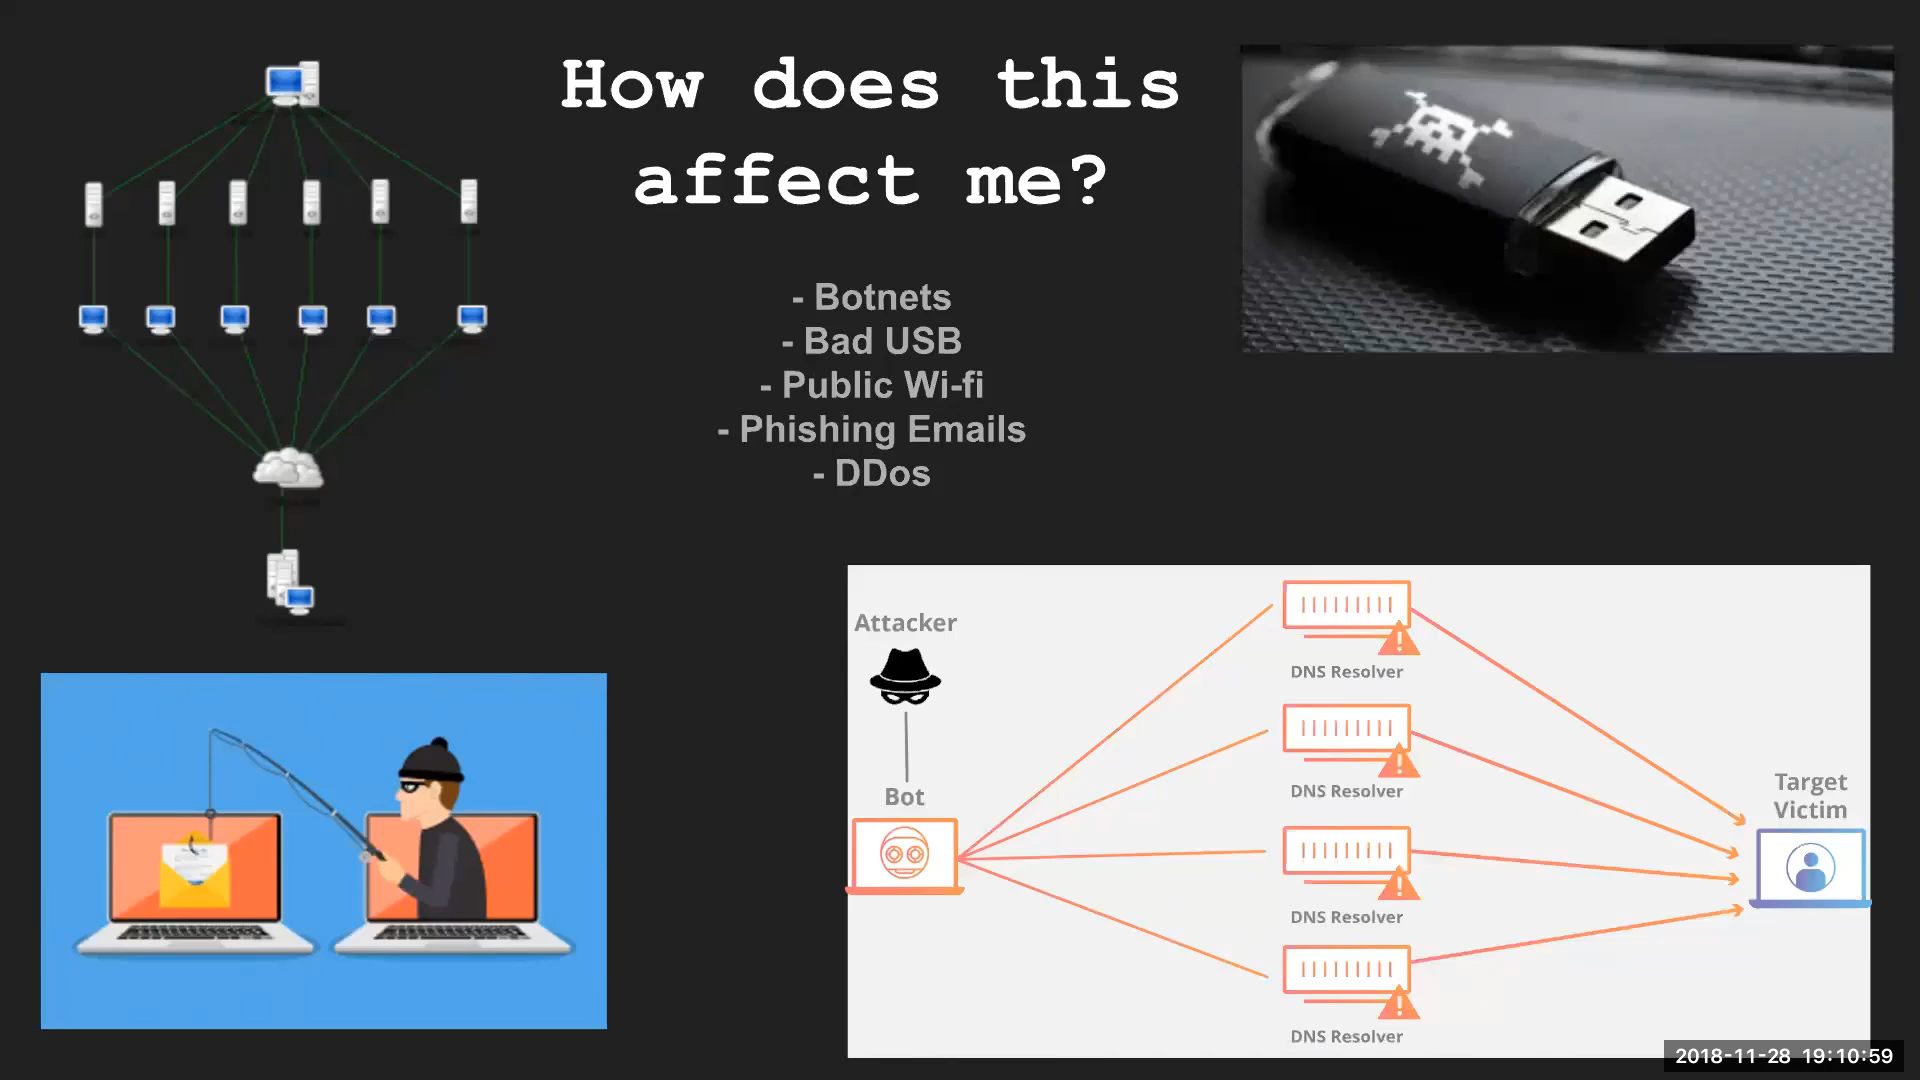 How does this
affect me?
- Botnets
- Bad USB
- Public Wi-fi
- Phishing Emails
- DDos
Attacker
Bot
DNS Resolver
DNS Resolver
DNS Resolver
DNS Resolver
Target
Victim
2018-11-28 19:10:59